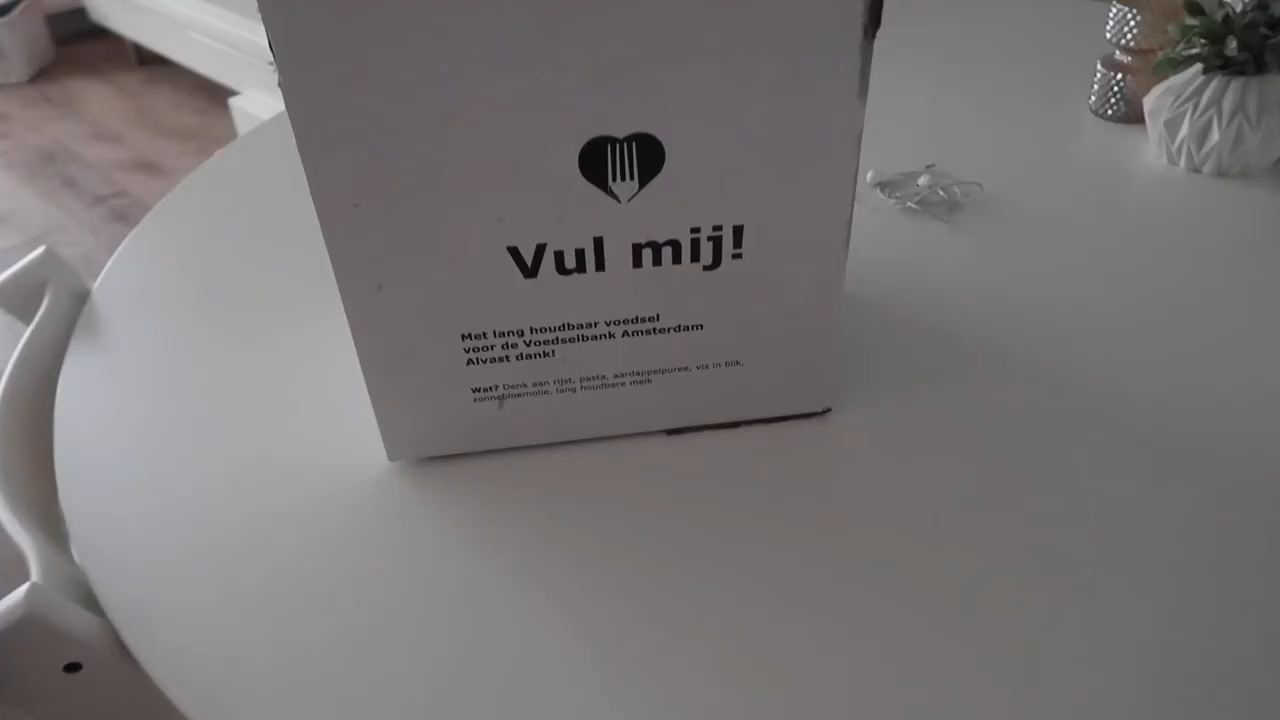 Vul mij!
Met lang houdbaar voedsel
voor de Voedselbank Amsterdam
Alvast dank!
Wat? Denk aan rijst, pasta, aardappelpuree, vis in blik,
zonnebloemolie, lang houdbare melk